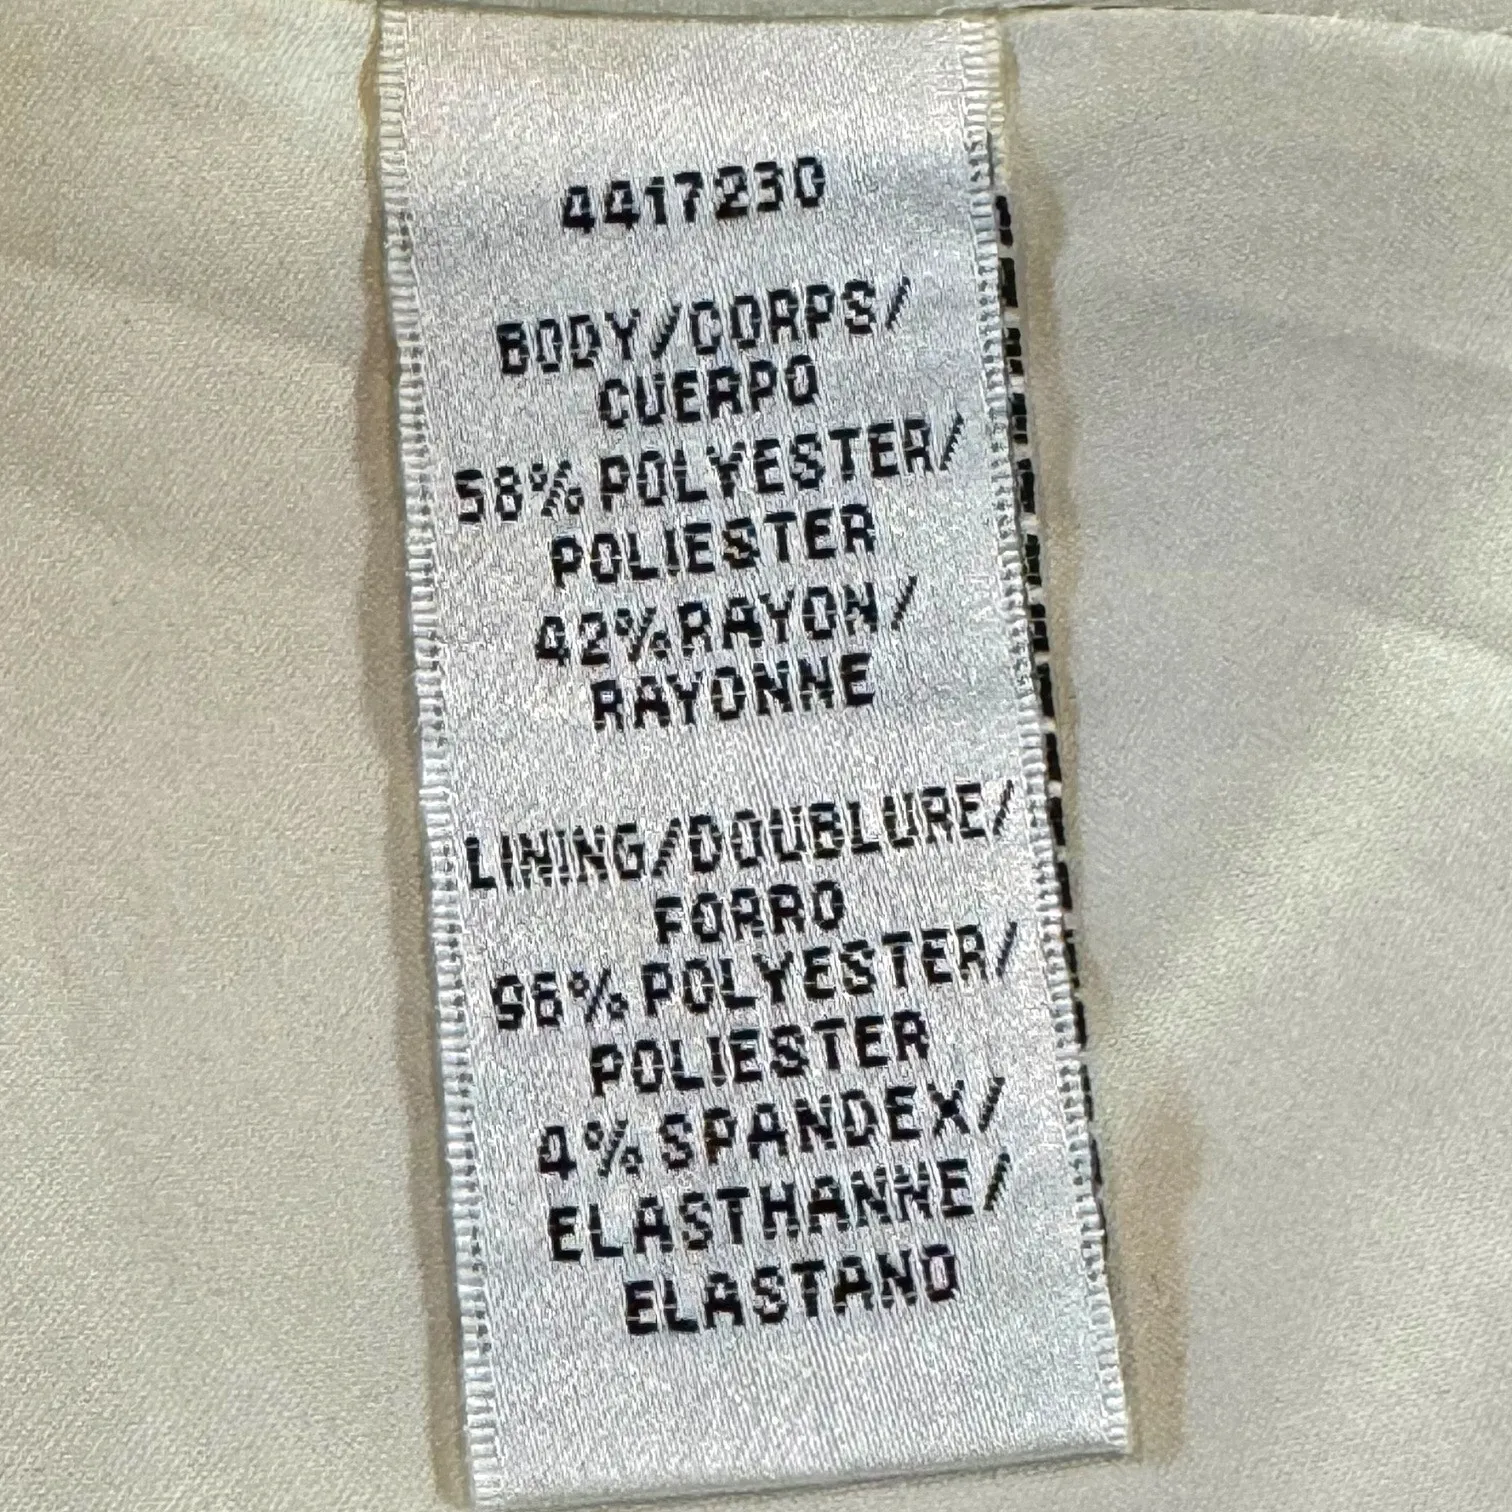 4417230
BODY/CORPS/
CUERPO
58% POLYESTER/
POLIESTER
42% RAYON/
RAYONNE
LINING/DOUBLURE/
FORRO
96% POLYESTER/
POLIESTER
4% SPANDEX/
ELASTHANNE/
ELASTANO